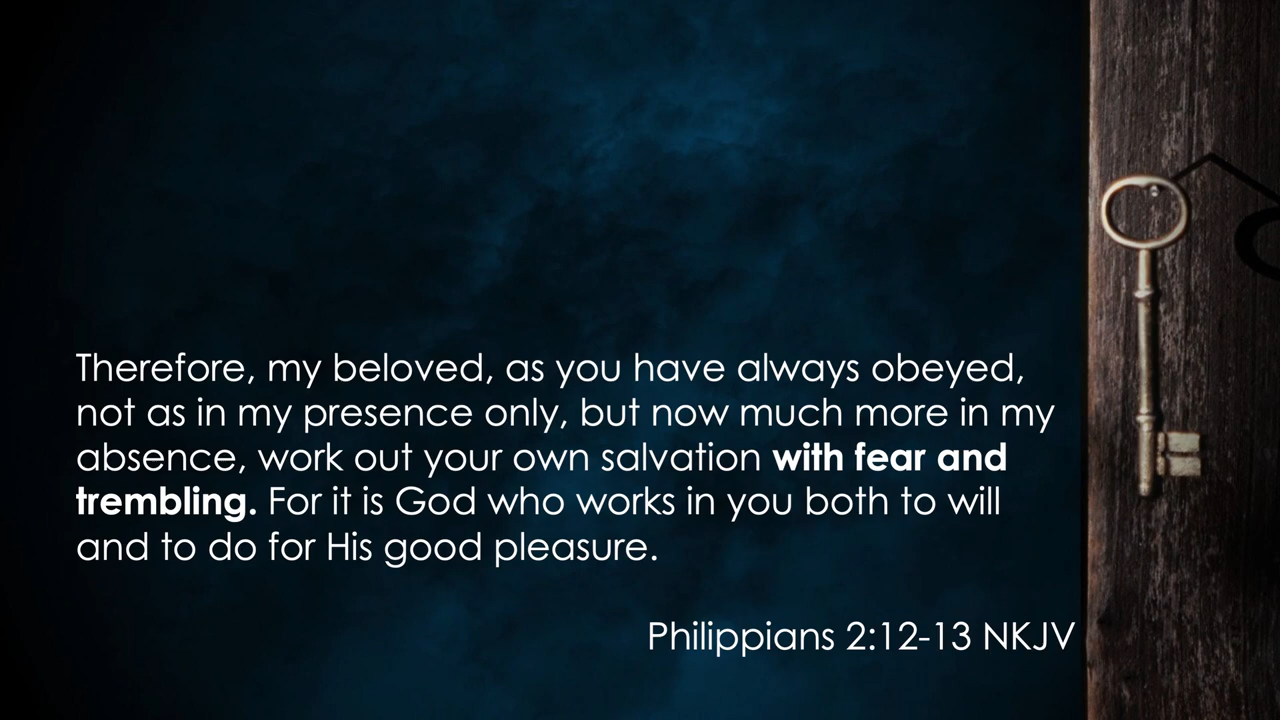 Therefore, my beloved, as you have always obeyed,
not as in my presence only, but now much more in my
absence, work out your own salvation with fear and
trembling. For it is God who works in you both to will
and to do for His good pleasure.
Philippians 2:12-13 NKJV